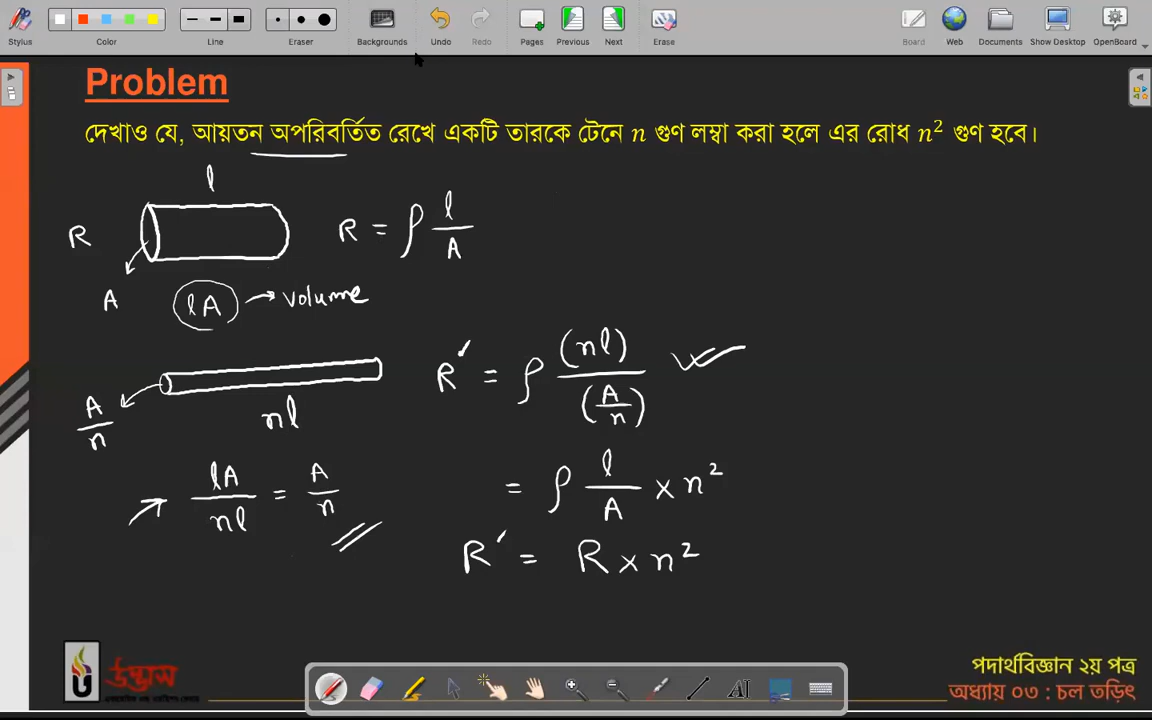 Stylus Color Line Eraser Backgrounds Undo Redo Pages Previous Next Erase Board Web Documents Show Desktop OpenBoard
Problem
দেখাও যে, আয়তন অপরিবর্তিত রেখে একটি তারকে টেনে n গুণ লম্বা করা হলে এর রোধ n² গুণ হবে।
l
R
R = ρ l/A
A
lA → volume
R′ = ρ (nl)/(A/n)
A/n
nl
lA/nl = A/n
= ρ l/A × n²
R′ = R × n²
উদ্ভাস
পদার্থবিজ্ঞান ২য় পত্র
অধ্যায় ০৩ : চল তড়িৎ